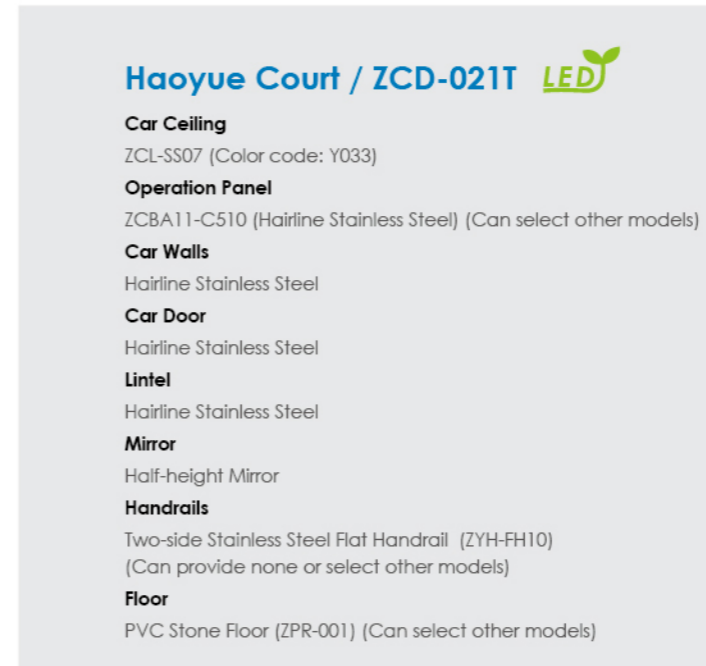 Haoyue Court / ZCD-021T LED
Car Ceiling
ZCL-SS07 (Color code: Y033)
Operation Panel
ZCBA11-C510 (Hairline Stainless Steel) (Can select other models)
Car Walls
Hairline Stainless Steel
Car Door
Hairline Stainless Steel
Lintel
Hairline Stainless Steel
Mirror
Half-height Mirror
Handrails
Two-side Stainless Steel Flat Handrail (ZYH-FH10)
(Can provide none or select other models)
Floor
PVC Stone Floor (ZPR-001) (Can select other models)